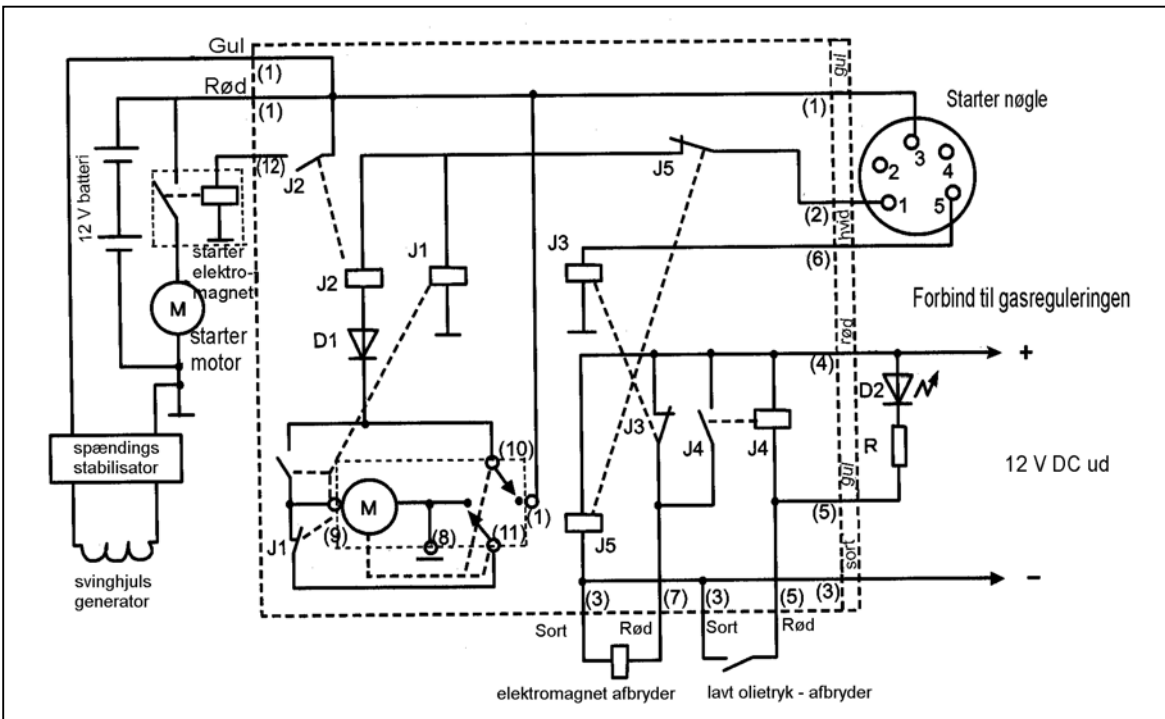 Gul
(1)
gul
Rød
(1)
(1)
Starter nøgle
3
4
2
1
5
(12)
J2
J5
(2)
hvid
12 V batteri
starter
elektro-
magnet
J1
J3
(6)
J2
M
starter
motor
D1
Forbind til gasreguleringen
rød
+
(4)
D2
J3
J4
J4
R
spændings
stabilisator
(10)
12 V DC ud
gul
M
(1)
(5)
(9)
(8)
(11)
J1
J5
sort
svinghjuls
generator
(3)
(7)
(3)
(5)
(3)
−
Sort
Rød
Sort
Rød
elektromagnet afbryder
lavt olietryk - afbryder